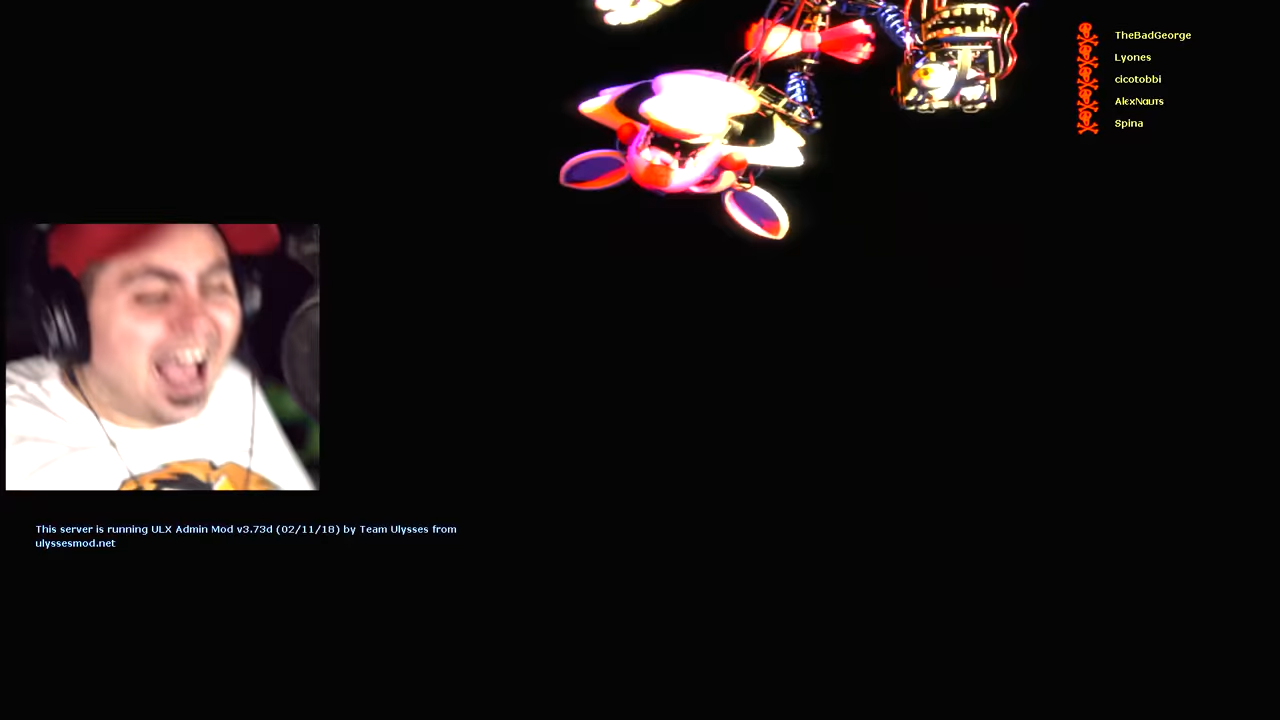 TheBadGeorge
Lyones
cicotobbi
AlєxNαuтs
Spina
This server is running ULX Admin Mod v3.73d (02/11/18) by Team Ulysses from
ulyssesmod.net